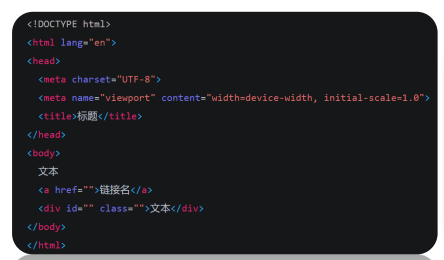 <!DOCTYPE html>
<html lang="en">
<head>
<meta charset="UTF-8">
<meta name="viewport" content="width=device-width, initial-scale=1.0">
<title>标题</title>
</head>
<body>
文本
<a href="">链接名</a>
<div id="" class="">文本</div>
</body>
</html>